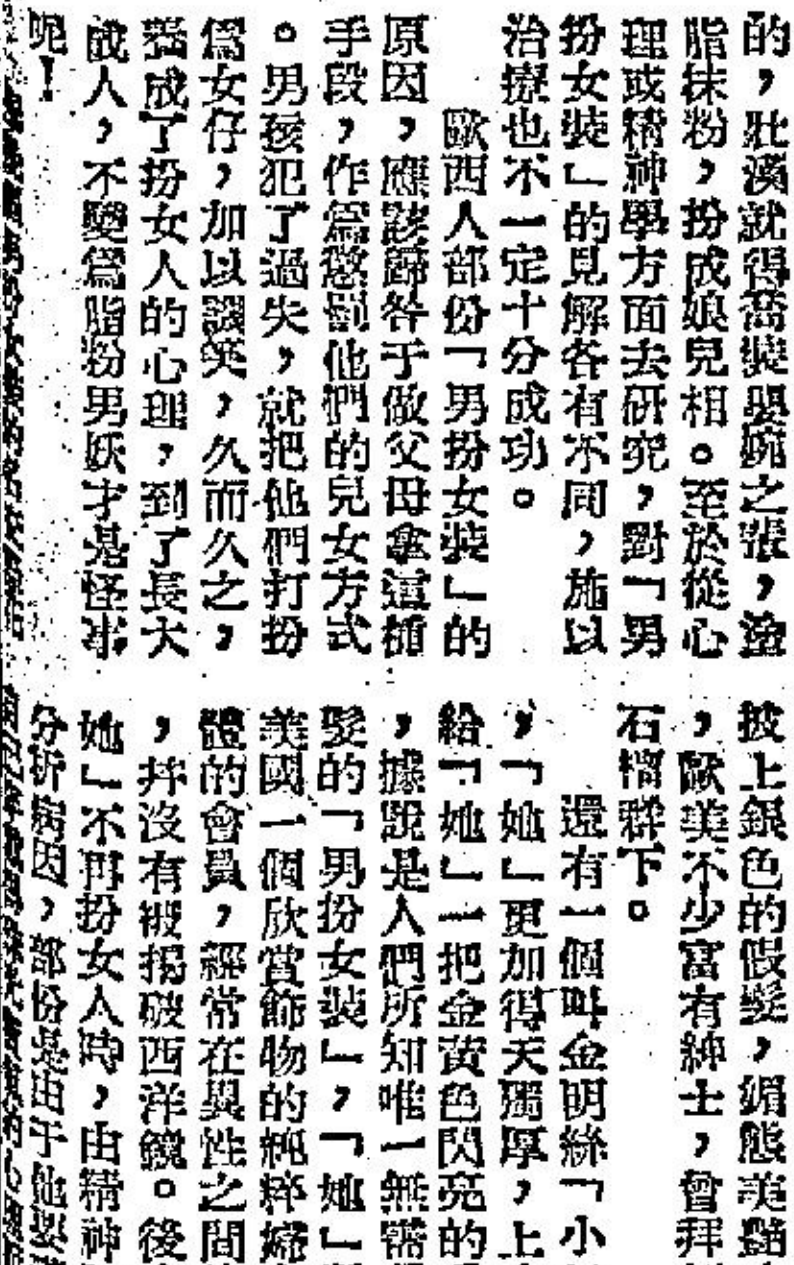 的，壯漢就得喬裝嬰婉之張，塗
脂抹粉，扮成娘兒相。至於從心
理或精神學方面去研究，對「男
扮女裝」的見解各有不同，施以
治療也不一定十分成功。
歐西人部份「男扮女裝」的
原因，應該歸咎于做父母拿這種
手段，作爲懲罰他們的兒女方式
。男孩犯了過失，就把他們打扮
爲女仔，加以譏笑，久而久之，
養成了扮女人的心理，到了長大
成人，不變爲脂粉男妖才是怪事
呢！
披上銀色的假髮，媚態美豔
，歐美不少富有紳士，曾拜
石榴群下。
還有一個叫金明絲「小
，「她」更加得天獨厚，上
給「她」一把金黃色閃亮的
，據說是人們所知唯一無需
髮的「男扮女裝」，「她」
美國一個欣賞飾物的純粹婦
體的會員，經常在異性之間
，并沒有被揭破西洋鏡。後
她」不再扮女人時，由精神
分析病因，部份是由于他要